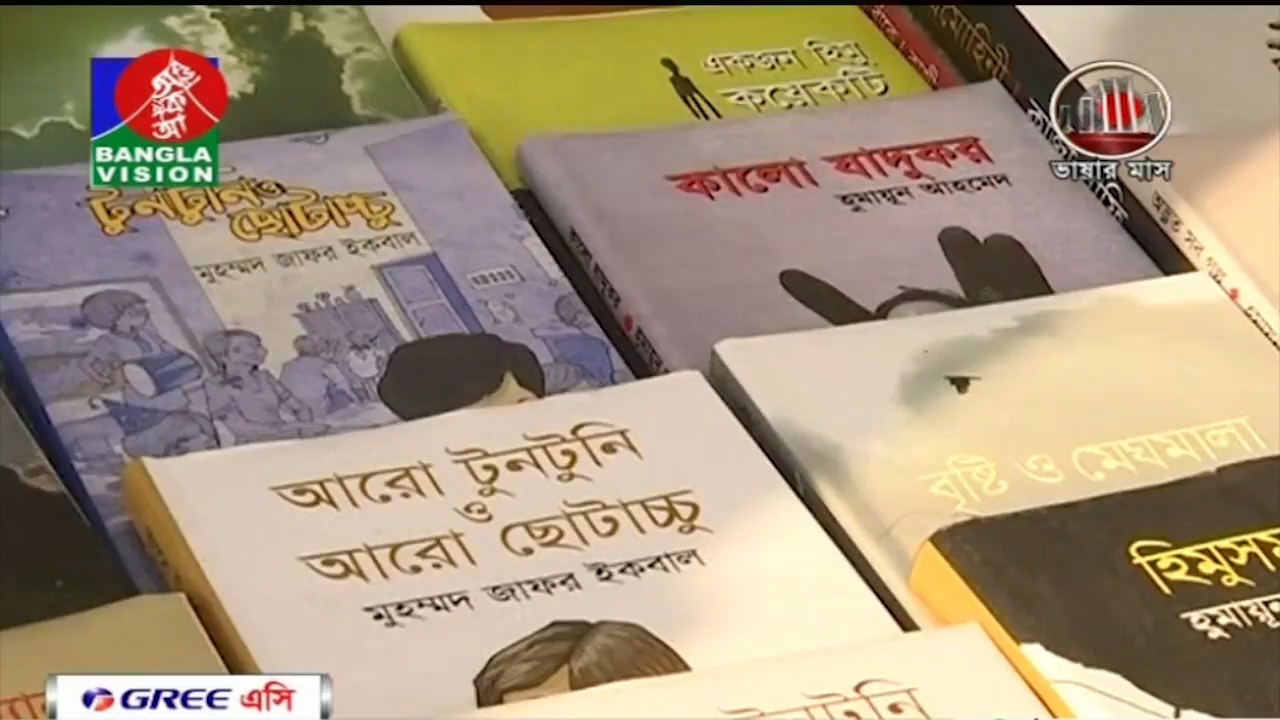 BANGLA
VISION
ভাষার মাস
একজন হিমু
কয়েকটি
কালো যাদুকর
হুমায়ূন আহমেদ
টুনটুনি ও
ছোটাচ্চু
মুহম্মদ জাফর ইকবাল
আরো টুনটুনি
ও
আরো ছোটাচ্চু
মুহম্মদ জাফর ইকবাল
বৃষ্টি ও মেঘমালা
হিমুসম
হুমায়ূন
GREE এসি